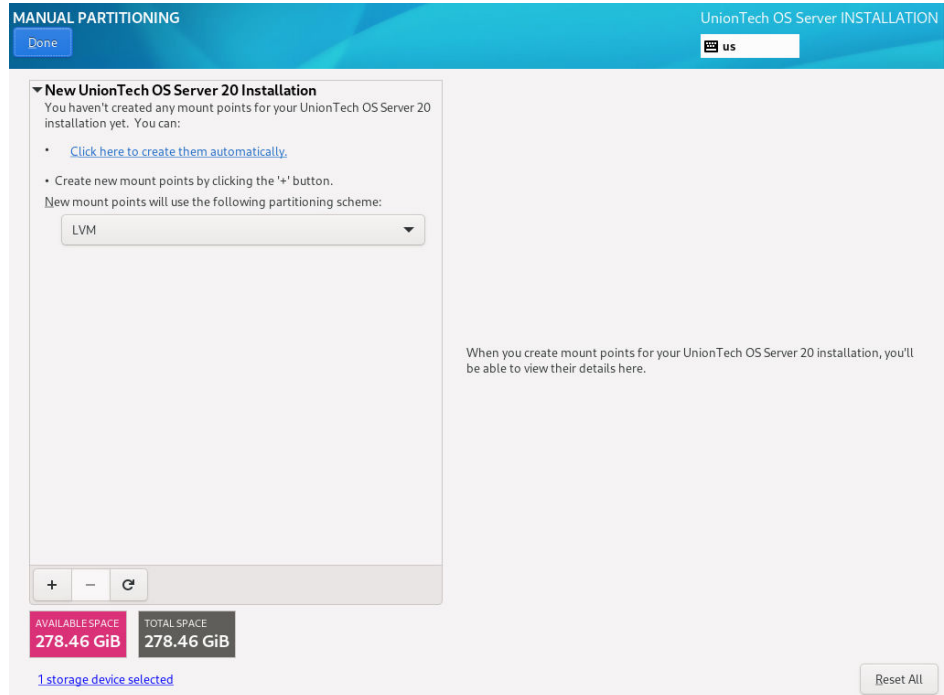 MANUAL PARTITIONING
UnionTech OS Server INSTALLATION
Done
us
New UnionTech OS Server 20 Installation
You haven't created any mount points for your UnionTech OS Server 20
installation yet. You can:
• Click here to create them automatically.
• Create new mount points by clicking the '+' button.
New mount points will use the following partitioning scheme:
LVM
When you create mount points for your UnionTech OS Server 20 installation, you'll
be able to view their details here.
+ −
AVAILABLE SPACE
278.46 GiB
TOTAL SPACE
278.46 GiB
1 storage device selected
Reset All